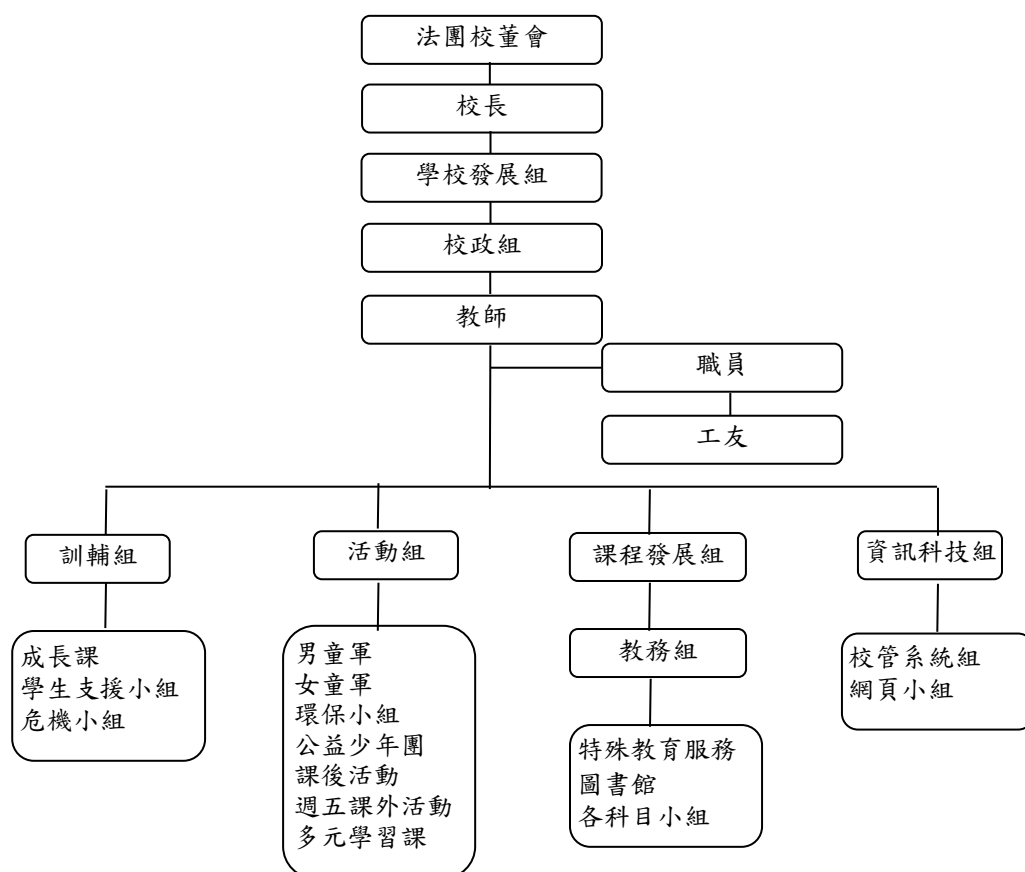 法團校董會
校長
學校發展組
校政組
教師
職員
工友
訓輔組
活動組
課程發展組
資訊科技組
成長課
學生支援小組
危機小組
男童軍
女童軍
環保小組
公益少年團
課後活動
週五課外活動
多元學習課
教務組
特殊教育服務
圖書館
各科目小組
校管系統組
網頁小組